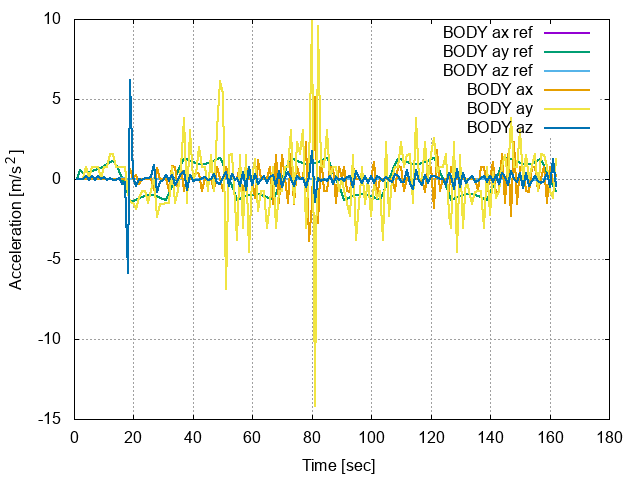 10
5
0
-5
-10
-15
0 20 40 60 80 100 120 140 160 180
Acceleration [m/s²]
Time [sec]
BODY ax ref
BODY ay ref
BODY az ref
BODY ax
BODY ay
BODY az